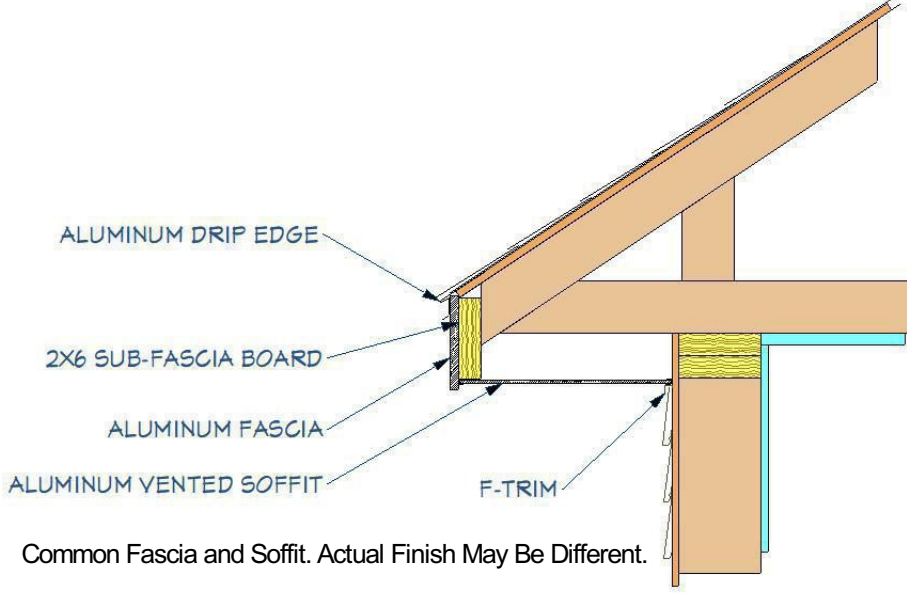 ALUMINUM DRIP EDGE
2X6 SUB-FASCIA BOARD
ALUMINUM FASCIA
ALUMINUM VENTED SOFFIT
F-TRIM
Common Fascia and Soffit. Actual Finish May Be Different.